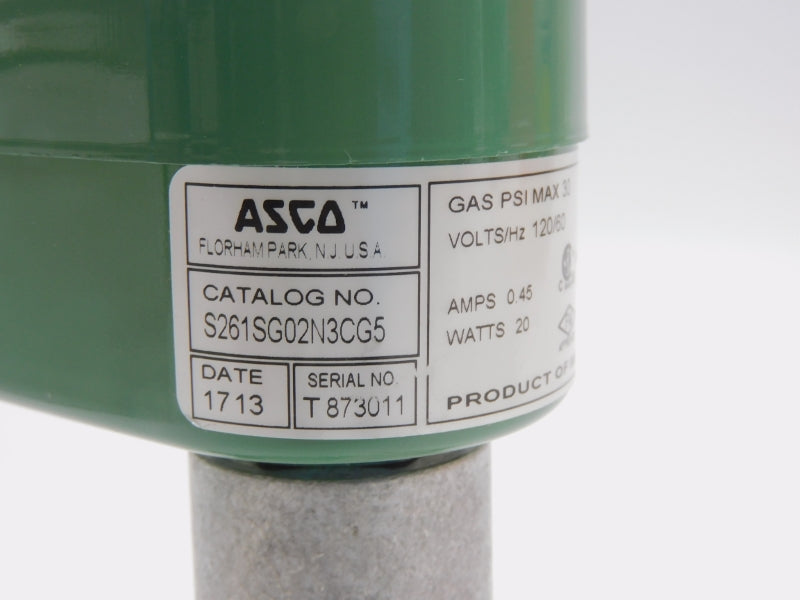 ASCO™
FLORHAM PARK, N.J. U.S.A.
CATALOG NO.
S261SG02N3CG5
DATE
1713
SERIAL NO.
T 873011
GAS PSI MAX 30
VOLTS/Hz 120/60
AMPS 0.45
WATTS 20
PRODUCT OF